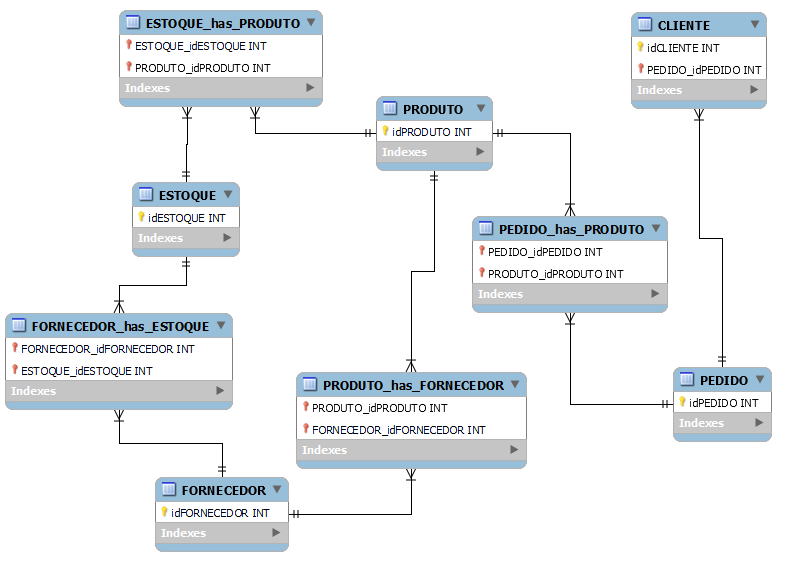 ESTOQUE_has_PRODUTO
ESTOQUE_idESTOQUE INT
PRODUTO_idPRODUTO INT
Indexes
CLIENTE
idCLIENTE INT
PEDIDO_idPEDIDO INT
Indexes
PRODUTO
idPRODUTO INT
Indexes
ESTOQUE
idESTOQUE INT
Indexes
PEDIDO_has_PRODUTO
PEDIDO_idPEDIDO INT
PRODUTO_idPRODUTO INT
Indexes
FORNECEDOR_has_ESTOQUE
FORNECEDOR_idFORNECEDOR INT
ESTOQUE_idESTOQUE INT
Indexes
PRODUTO_has_FORNECEDOR
PRODUTO_idPRODUTO INT
FORNECEDOR_idFORNECEDOR INT
Indexes
PEDIDO
idPEDIDO INT
Indexes
FORNECEDOR
idFORNECEDOR INT
Indexes